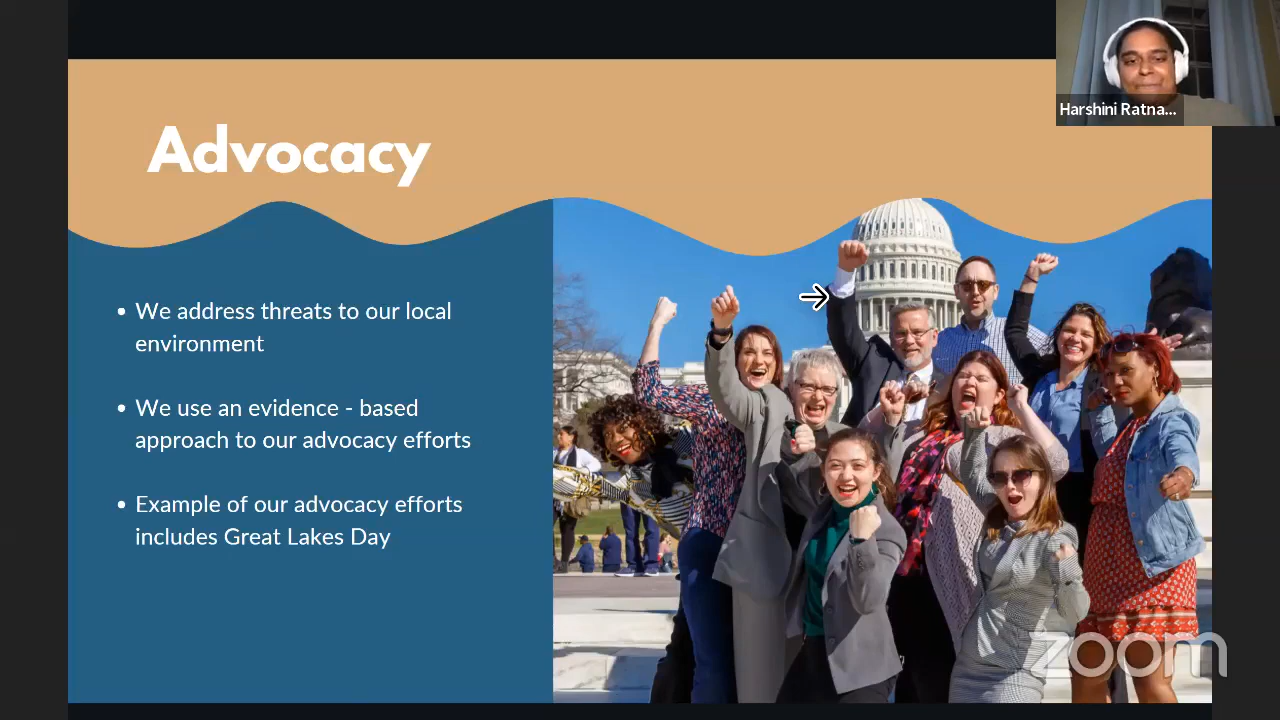 Harshini Ratna...
Advocacy
• We address threats to our local
environment
• We use an evidence - based
approach to our advocacy efforts
• Example of our advocacy efforts
includes Great Lakes Day
zoom